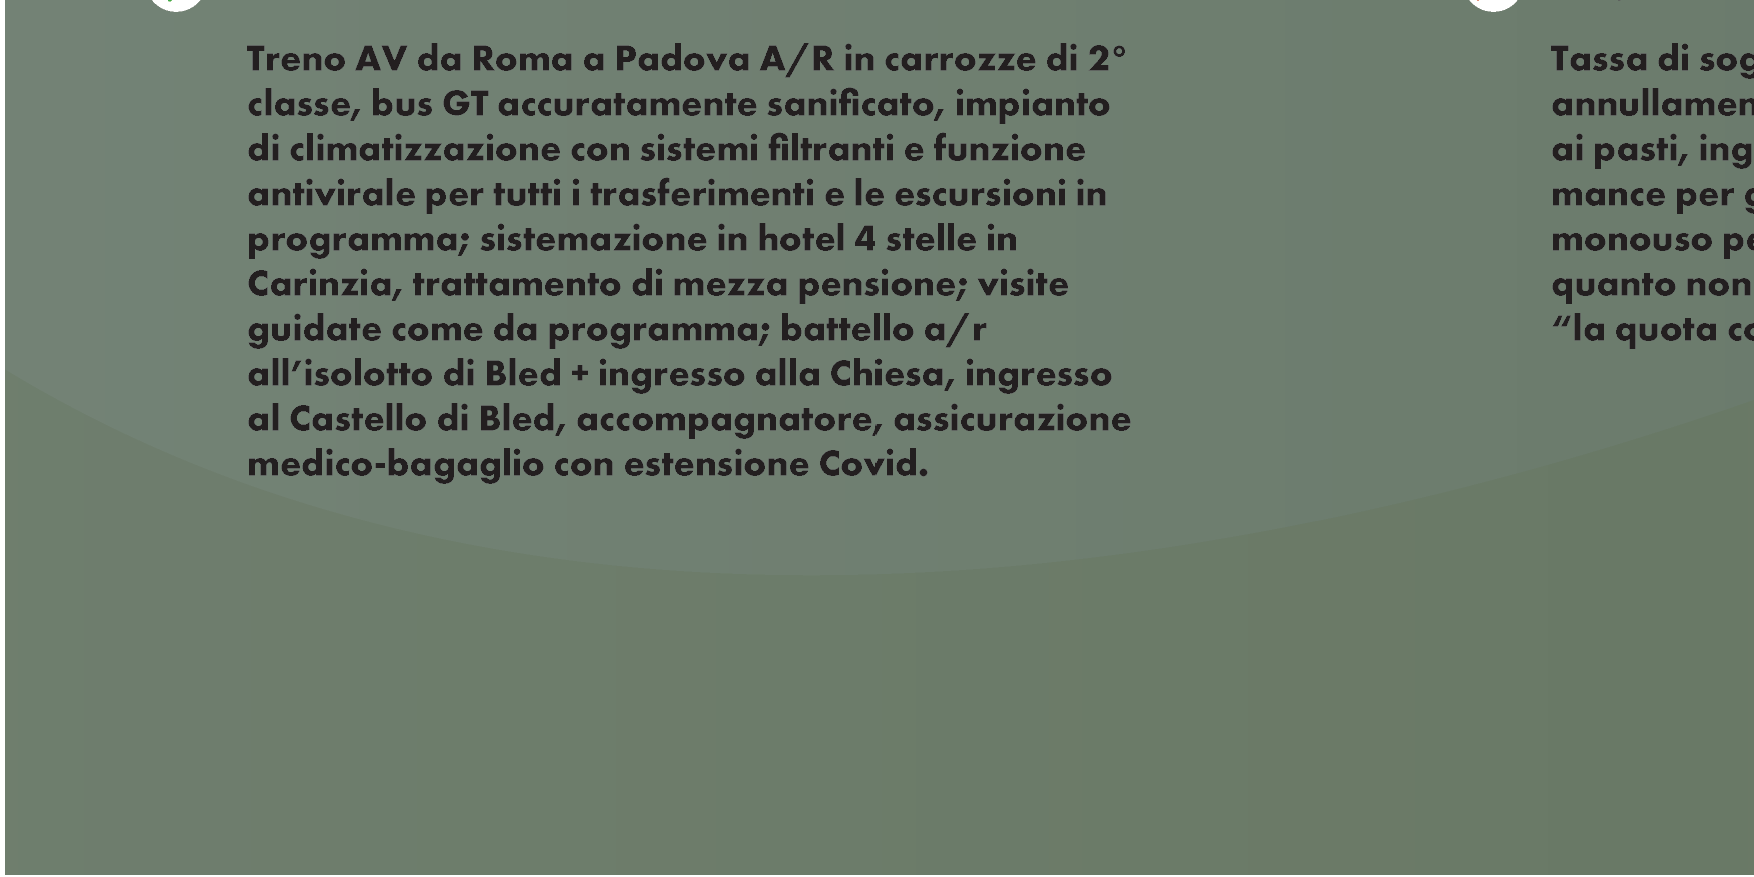 Treno AV da Roma a Padova A/R in carrozze di 2°
classe, bus GT accuratamente sanificato, impianto
di climatizzazione con sistemi filtranti e funzione
antivirale per tutti i trasferimenti e le escursioni in
programma; sistemazione in hotel 4 stelle in
Carinzia, trattamento di mezza pensione; visite
guidate come da programma; battello a/r
all’isolotto di Bled + ingresso alla Chiesa, ingresso
al Castello di Bled, accompagnatore, assicurazione
medico-bagaglio con estensione Covid.
Tassa di
ai pasti,
mance per
monouso
quanto non
“la quota